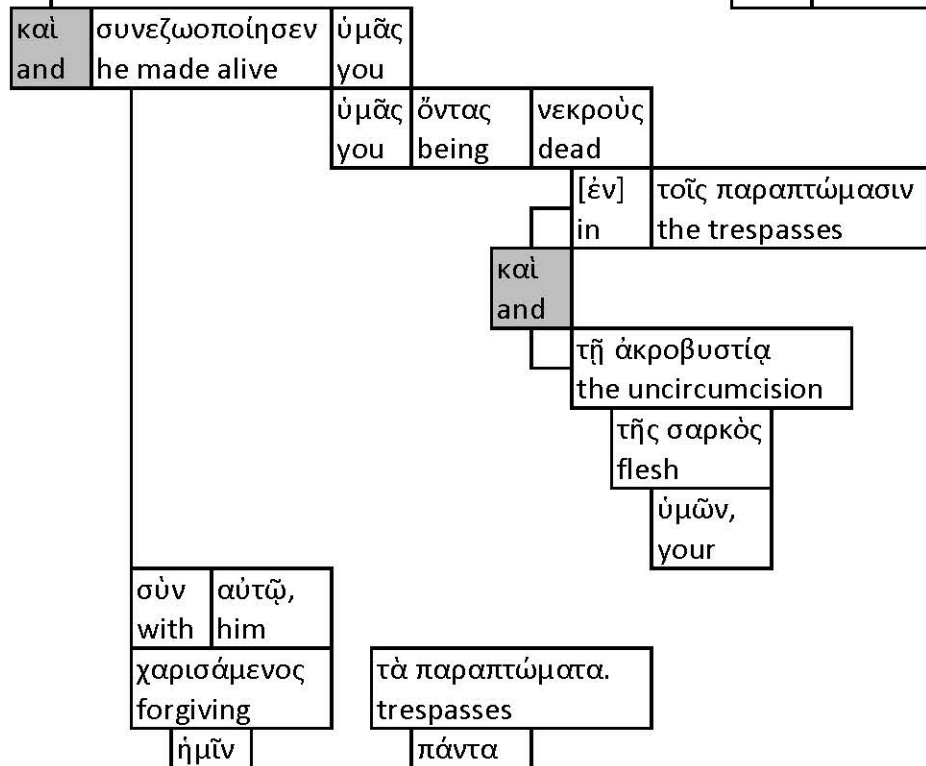 καὶ συνεζωοποίησεν ὑμᾶς
and he made alive you
ὑμᾶς ὄντας νεκροὺς
you being dead
[ἐν] τοῖς παραπτώμασιν
in the trespasses
καὶ
and
τῇ ἀκροβυστίᾳ
the uncircumcision
τῆς σαρκὸς
flesh
ὑμῶν,
your
σὺν αὐτῷ,
with him
χαρισάμενος τὰ παραπτώματα.
forgiving trespasses
ἡμῖν πάντα